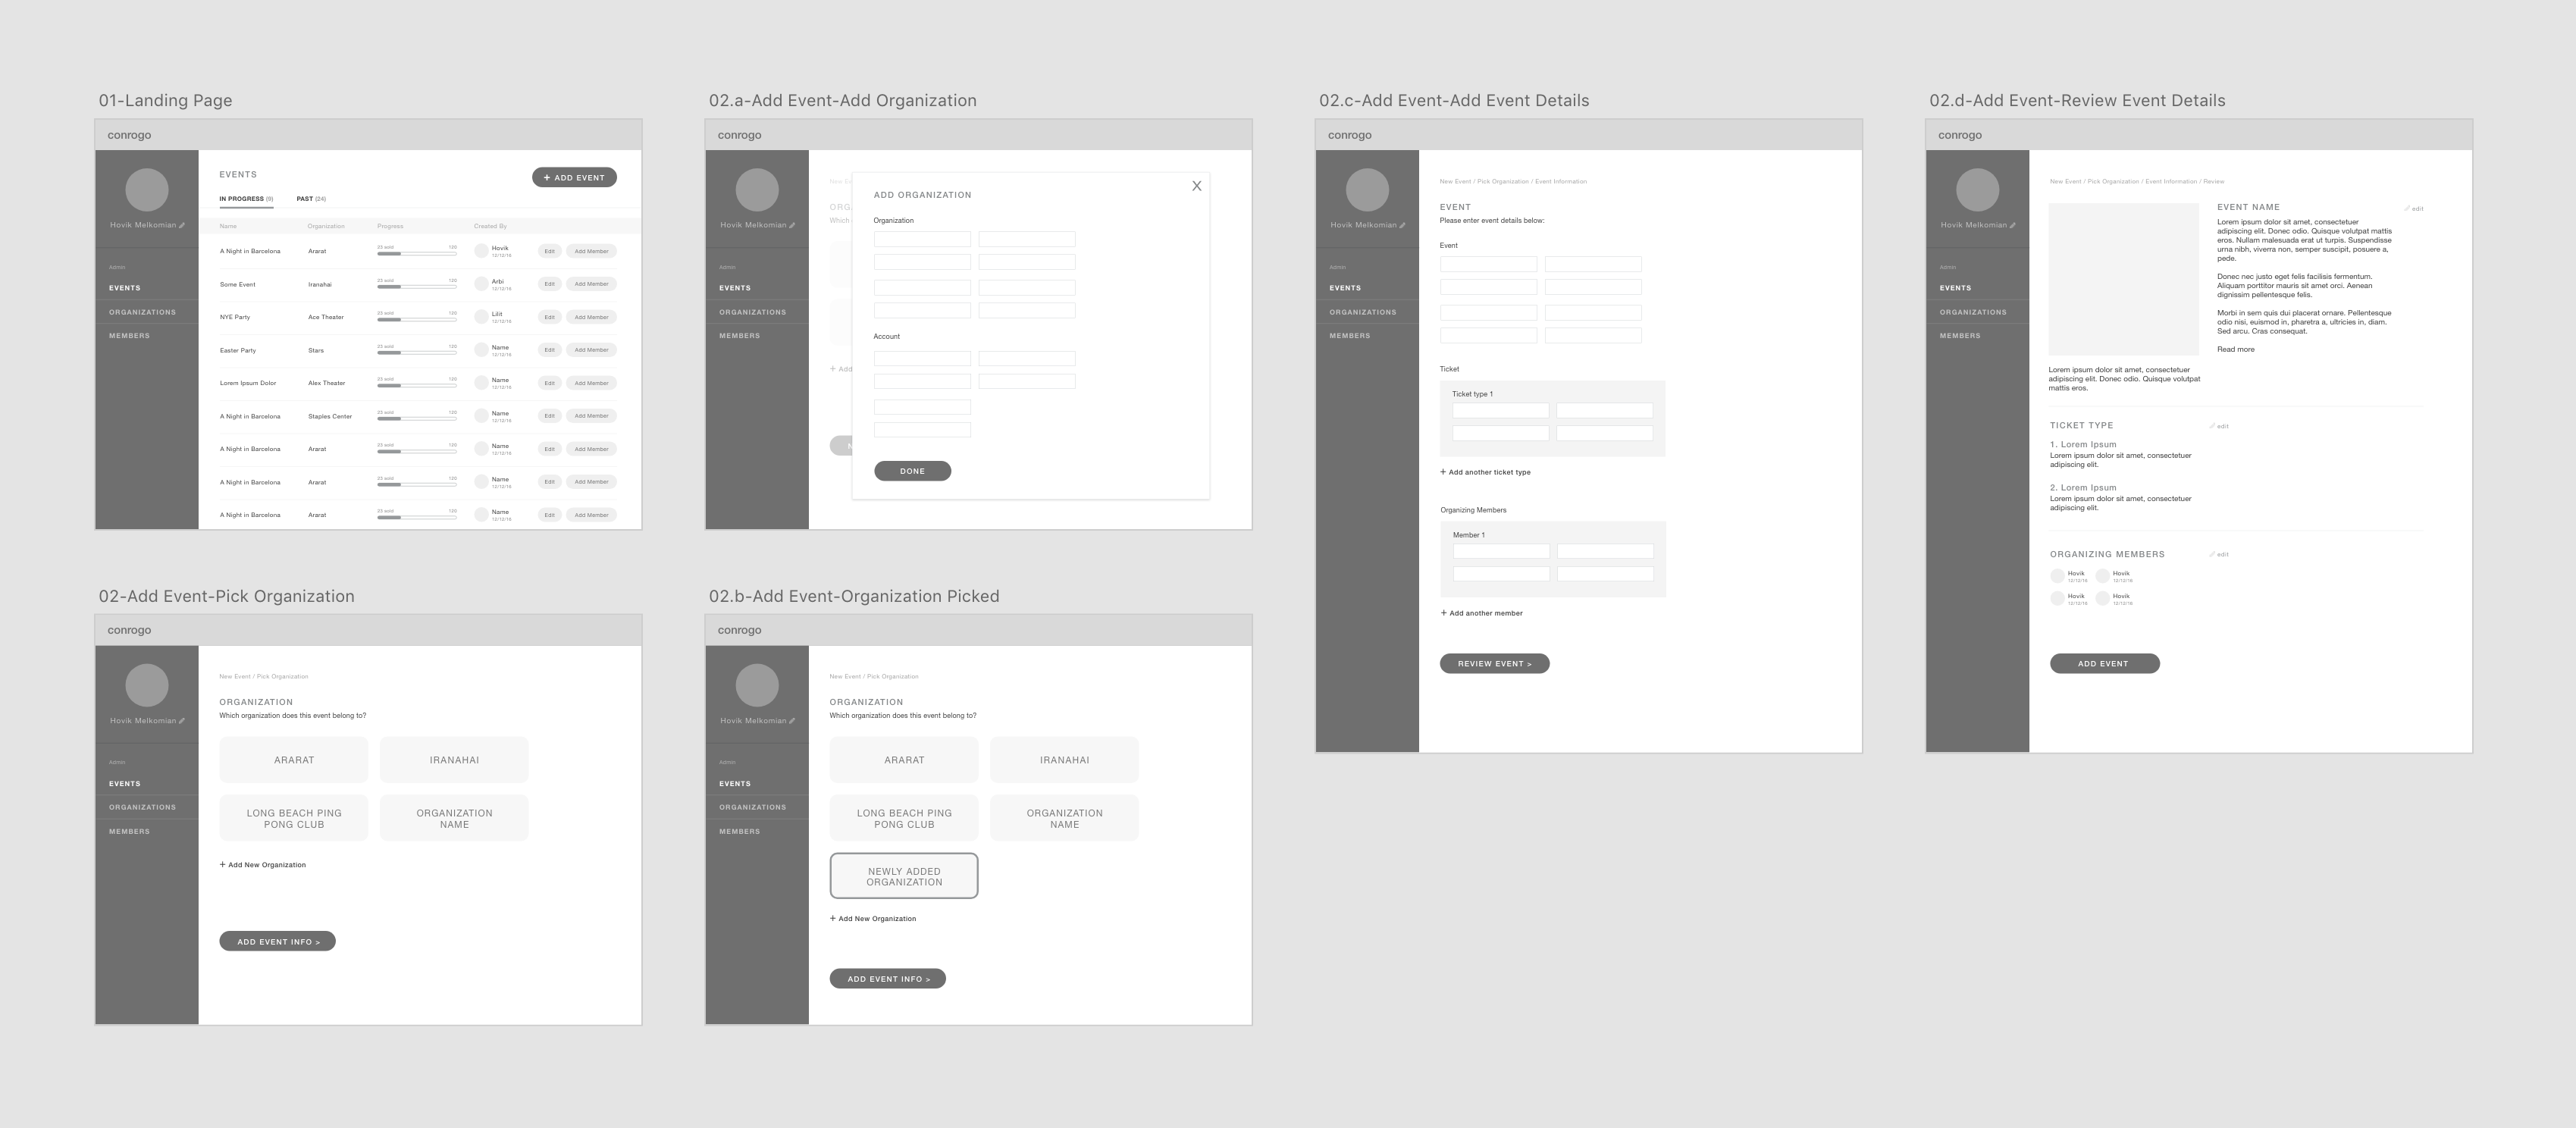 01-Landing Page
conrogo
Hovik Melkomian
Admin
EVENTS
ORGANIZATIONS
MEMBERS
EVENTS
+ ADD EVENT
IN PROGRESS (9) PAST (24)
Name Organization Progress Created By
A Night in Barcelona Ararat 23 sold 120 Hovik 12/12/16 Edit Add Member
Some Event Iranahai 23 sold 120 Arbi 12/12/16 Edit Add Member
NYE Party Ace Theater 23 sold 120 Lilit 12/12/16 Edit Add Member
Easter Party Stars 23 sold 120 Name 12/12/16 Edit Add Member
Lorem Ipsum Dolor Alex Theater 23 sold 120 Name 12/12/16 Edit Add Member
A Night in Barcelona Staples Center 23 sold 120 Name 12/12/16 Edit Add Member
A Night in Barcelona Ararat 23 sold 120 Name 12/12/16 Edit Add Member
A Night in Barcelona Ararat 23 sold 120 Name 12/12/16 Edit Add Member
A Night in Barcelona Ararat 23 sold 120 Name 12/12/16 Edit Add Member
02.a-Add Event-Add Organization
conrogo
Hovik Melkomian
Admin
EVENTS
ORGANIZATIONS
MEMBERS
New Ev
ORG
Which
+ Add
N
ADD ORGANIZATION
X
Organization
Account
DONE
02.c-Add Event-Add Event Details
conrogo
Hovik Melkomian
Admin
EVENTS
ORGANIZATIONS
MEMBERS
New Event / Pick Organization / Event Information
EVENT
Please enter event details below:
Event
Ticket
Ticket type 1
+ Add another ticket type
Organizing Members
Member 1
+ Add another member
REVIEW EVENT >
02.d-Add Event-Review Event Details
conrogo
Hovik Melkomian
Admin
EVENTS
ORGANIZATIONS
MEMBERS
New Event / Pick Organization / Event Information / Review
EVENT NAME
edit
Lorem ipsum dolor sit amet, consectetuer
adipiscing elit. Donec odio. Quisque volutpat mattis
eros. Nullam malesuada erat ut turpis. Suspendisse
urna nibh, viverra non, semper suscipit, posuere a,
pede.
Donec nec justo eget felis facilisis fermentum.
Aliquam porttitor mauris sit amet orci. Aenean
dignissim pellentesque felis.
Morbi in sem quis dui placerat ornare. Pellentesque
odio nisi, euismod in, pharetra a, ultricies in, diam.
Sed arcu. Cras consequat.
Read more
Lorem ipsum dolor sit amet, consectetuer
adipiscing elit. Donec odio. Quisque volutpat
mattis eros.
TICKET TYPE
edit
1. Lorem Ipsum
Lorem ipsum dolor sit amet, consectetuer
adipiscing elit.
2. Lorem Ipsum
Lorem ipsum dolor sit amet, consectetuer
adipiscing elit.
ORGANIZING MEMBERS
edit
Hovik Hovik
12/12/16 12/12/16
Hovik Hovik
12/12/16 12/12/16
ADD EVENT
02-Add Event-Pick Organization
conrogo
Hovik Melkomian
Admin
EVENTS
ORGANIZATIONS
MEMBERS
New Event / Pick Organization
ORGANIZATION
Which organization does this event belong to?
ARARAT
IRANAHAI
LONG BEACH PING
PONG CLUB
ORGANIZATION
NAME
+ Add New Organization
ADD EVENT INFO >
02.b-Add Event-Organization Picked
conrogo
Hovik Melkomian
Admin
EVENTS
ORGANIZATIONS
MEMBERS
New Event / Pick Organization
ORGANIZATION
Which organization does this event belong to?
ARARAT
IRANAHAI
LONG BEACH PING
PONG CLUB
ORGANIZATION
NAME
NEWLY ADDED
ORGANIZATION
+ Add New Organization
ADD EVENT INFO >